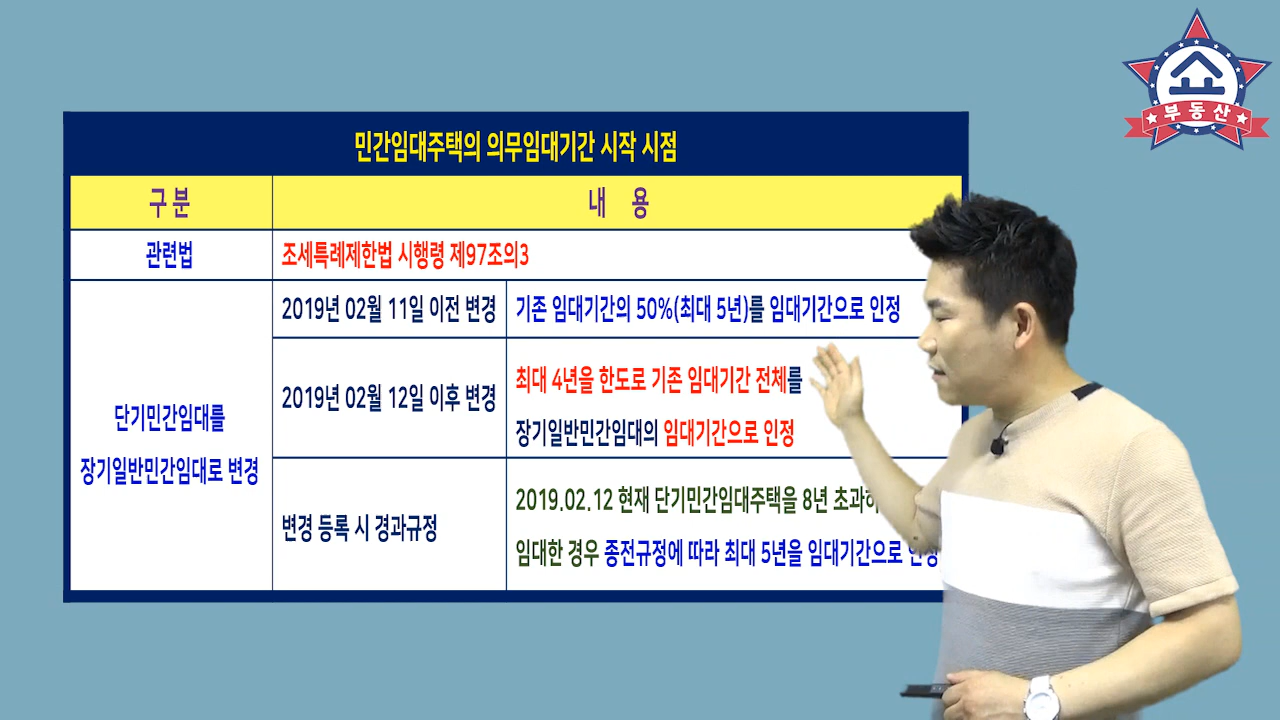 부동산
민간임대주택의 의무임대기간 시작 시점
구 분
내 용
관련법
조세특례제한법 시행령 제97조의3
단기민간임대를
장기일반민간임대로 변경
2019년 02월 11일 이전 변경
기존 임대기간의 50%(최대 5년)를 임대기간으로 인정
2019년 02월 12일 이후 변경
최대 4년을 한도로 기존 임대기간 전체를
장기일반민간임대의 임대기간으로 인정
변경 등록 시 경과규정
2019.02.12 현재 단기민간임대주택을 8년
임대한 경우 종전규정에 따라 최대 5년을 임대기간으로 인정